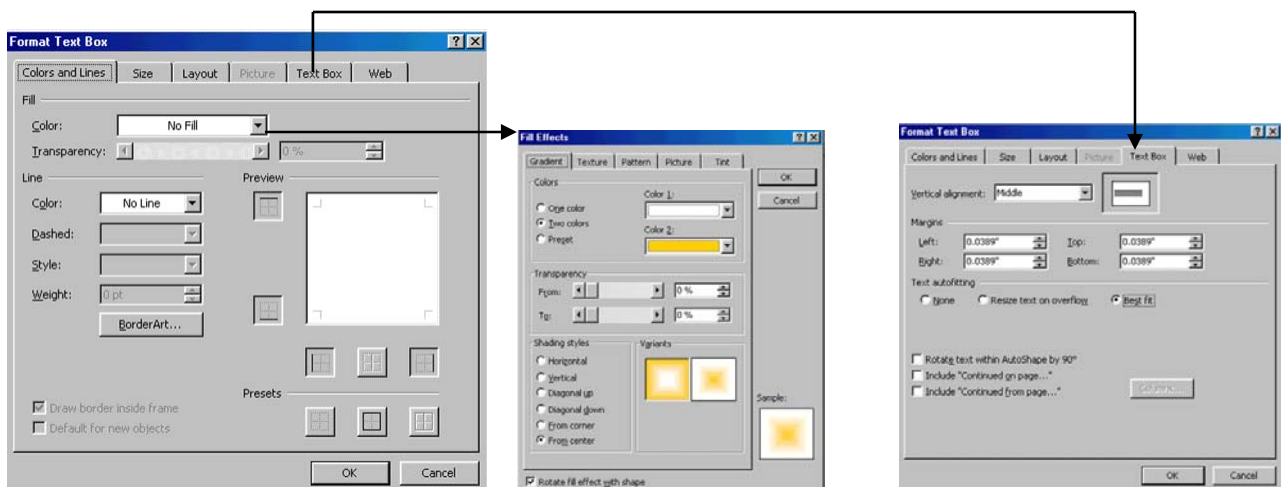 Format Text Box
Colors and Lines Size Layout Picture Text Box Web
Fill
Color: No Fill
Transparency: 0 %
Line Preview
Color: No Line
Dashed:
Style:
Weight: 0 pt
BorderArt...
Presets
Draw border inside frame
Default for new objects
OK Cancel
Fill Effects
Gradient Texture Pattern Picture Tint
OK
Cancel
Colors
One color
Two colors
Preset
Color 1:
Color 2:
Transparency
From: 0 %
To: 0 %
Shading styles Variants
Horizontal
Vertical
Diagonal up
Diagonal down
From corner
From center
Sample:
Rotate fill effect with shape
Format Text Box
Colors and Lines Size Layout Picture Text Box Web
Vertical alignment: Middle
Margins
Left: 0.0389" Top: 0.0389"
Right: 0.0389" Bottom: 0.0389"
Text autofitting
None Resize text on overflow Best fit
Rotate text within AutoShape by 90°
Include "Continued on page..."
Include "Continued from page..."
Columns...
OK Cancel